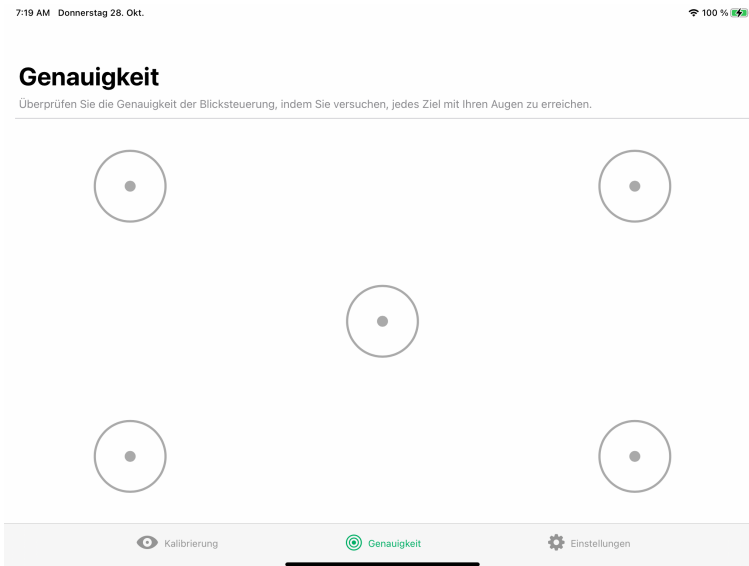 7:19 AM Donnerstag 28. Okt. 100 %
Genauigkeit
Überprüfen Sie die Genauigkeit der Blicksteuerung, indem Sie versuchen, jedes Ziel mit Ihren Augen zu erreichen.
Kalibrierung Genauigkeit Einstellungen